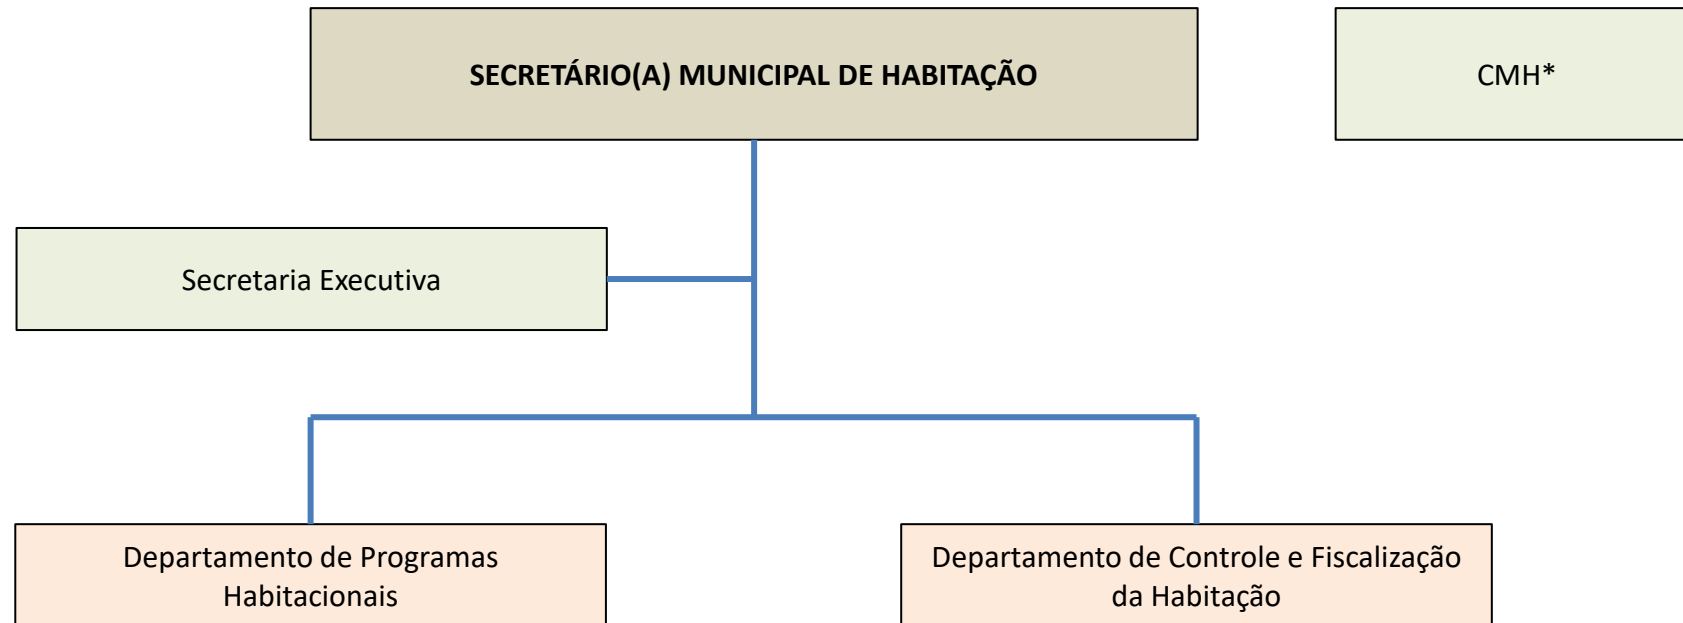 SECRETÁRIO(A) MUNICIPAL DE HABITAÇÃO
CMH*
Secretaria Executiva
Departamento de Programas
Habitacionais
Departamento de Controle e Fiscalização
da Habitação